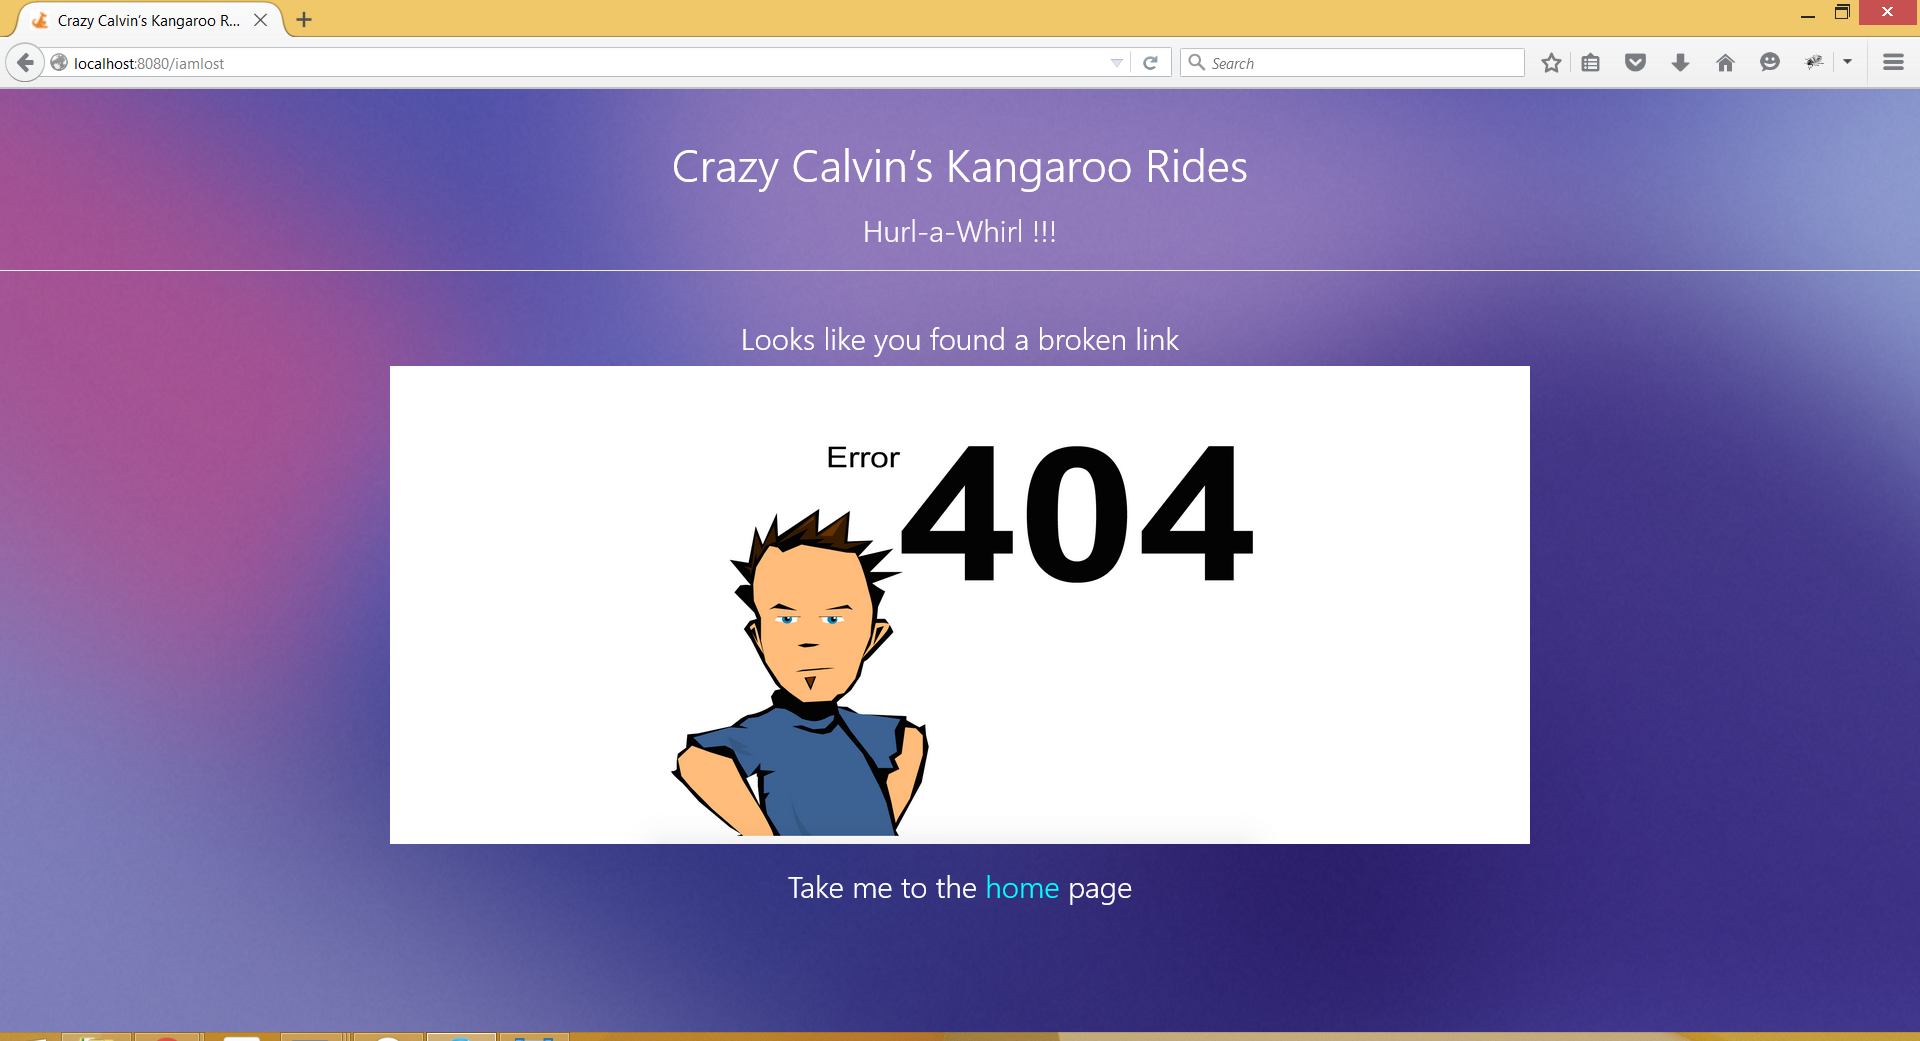 Crazy Calvin’s Kangaroo R...
localhost:8080/iamlost
Search
Crazy Calvin’s Kangaroo Rides
Hurl-a-Whirl !!!
Looks like you found a broken link
Error 404
Take me to the home page